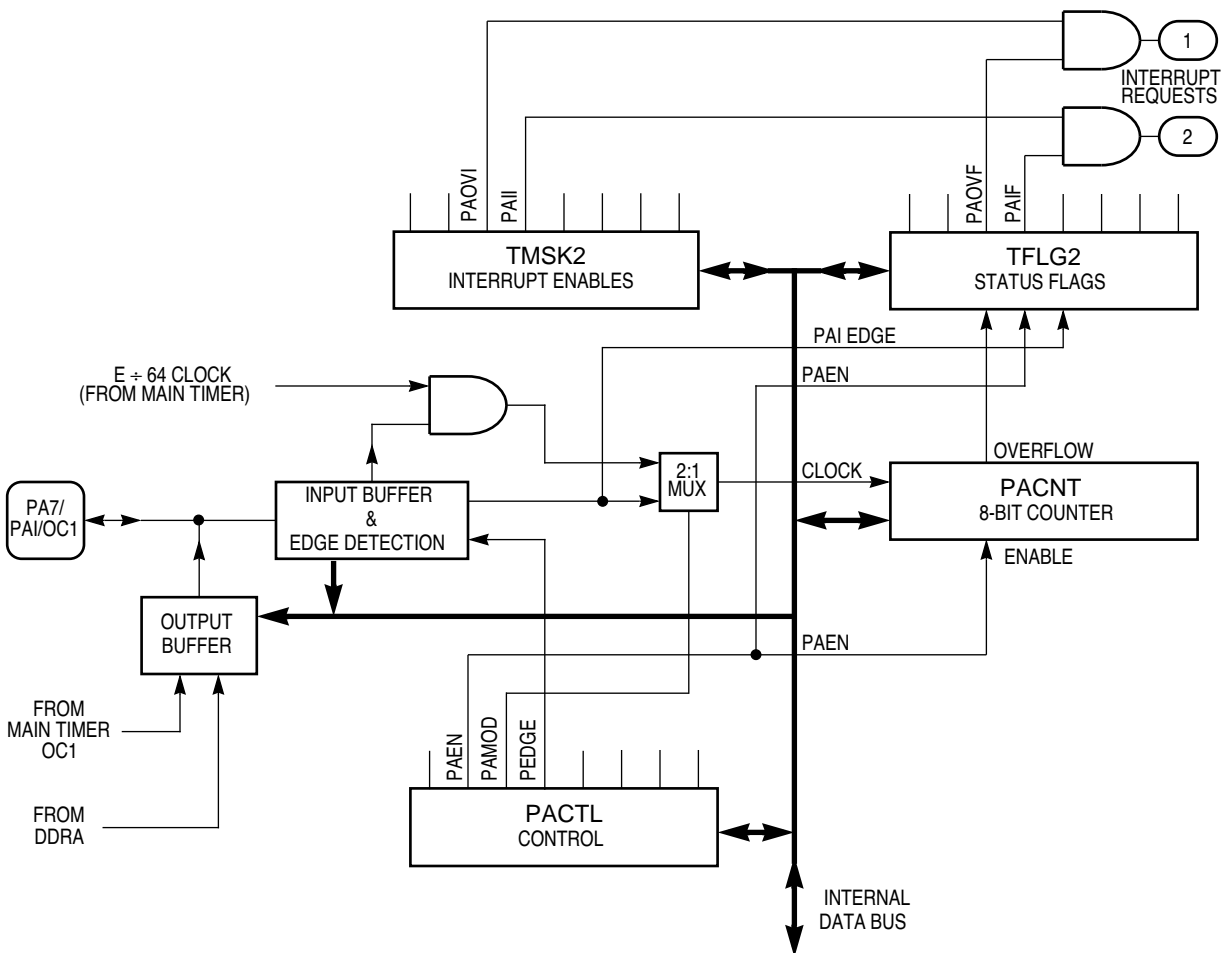 1
INTERRUPT
REQUESTS
2
PAOVI
PAII
PAOVF
PAIF
TMSK2
INTERRUPT ENABLES
TFLG2
STATUS FLAGS
PAI EDGE
PAEN
E ÷ 64 CLOCK
(FROM MAIN TIMER)
OVERFLOW
2:1
MUX
CLOCK
PACNT
8-BIT COUNTER
PA7/
PAI/OC1
INPUT BUFFER
&
EDGE DETECTION
ENABLE
OUTPUT
BUFFER
PAEN
FROM
MAIN TIMER
OC1
PAEN
PAMOD
PEDGE
FROM
DDRA
PACTL
CONTROL
INTERNAL
DATA BUS